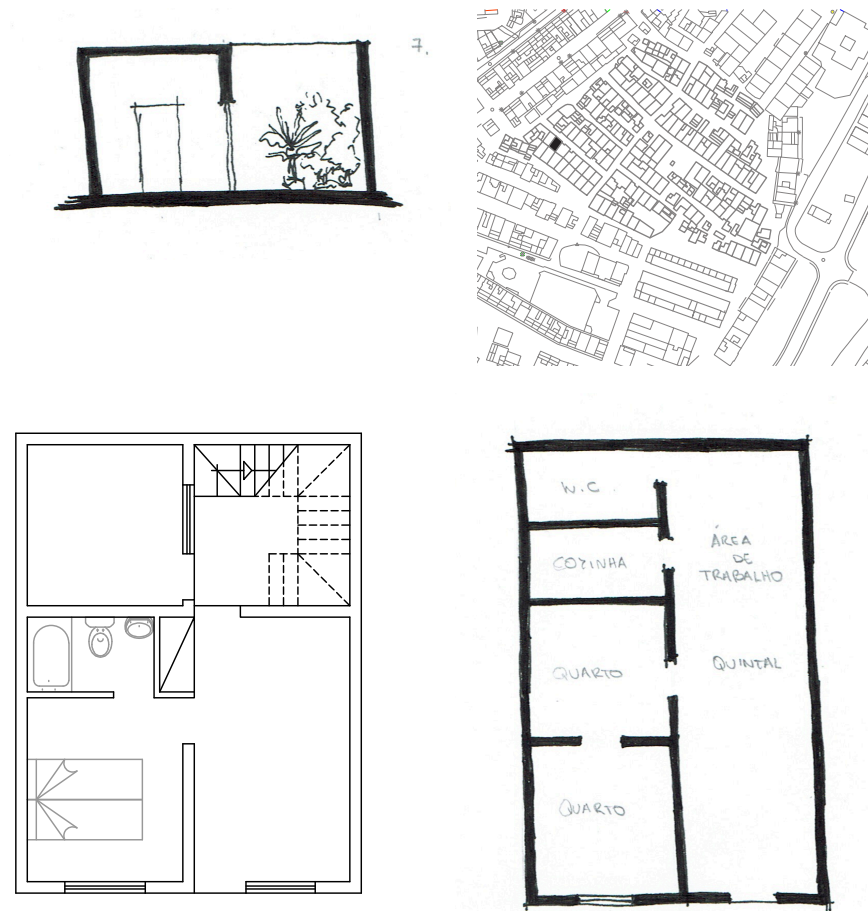 7.
W.C.
COZINHA
ÁREA
DE
TRABALHO
QUARTO
QUINTAL
QUARTO